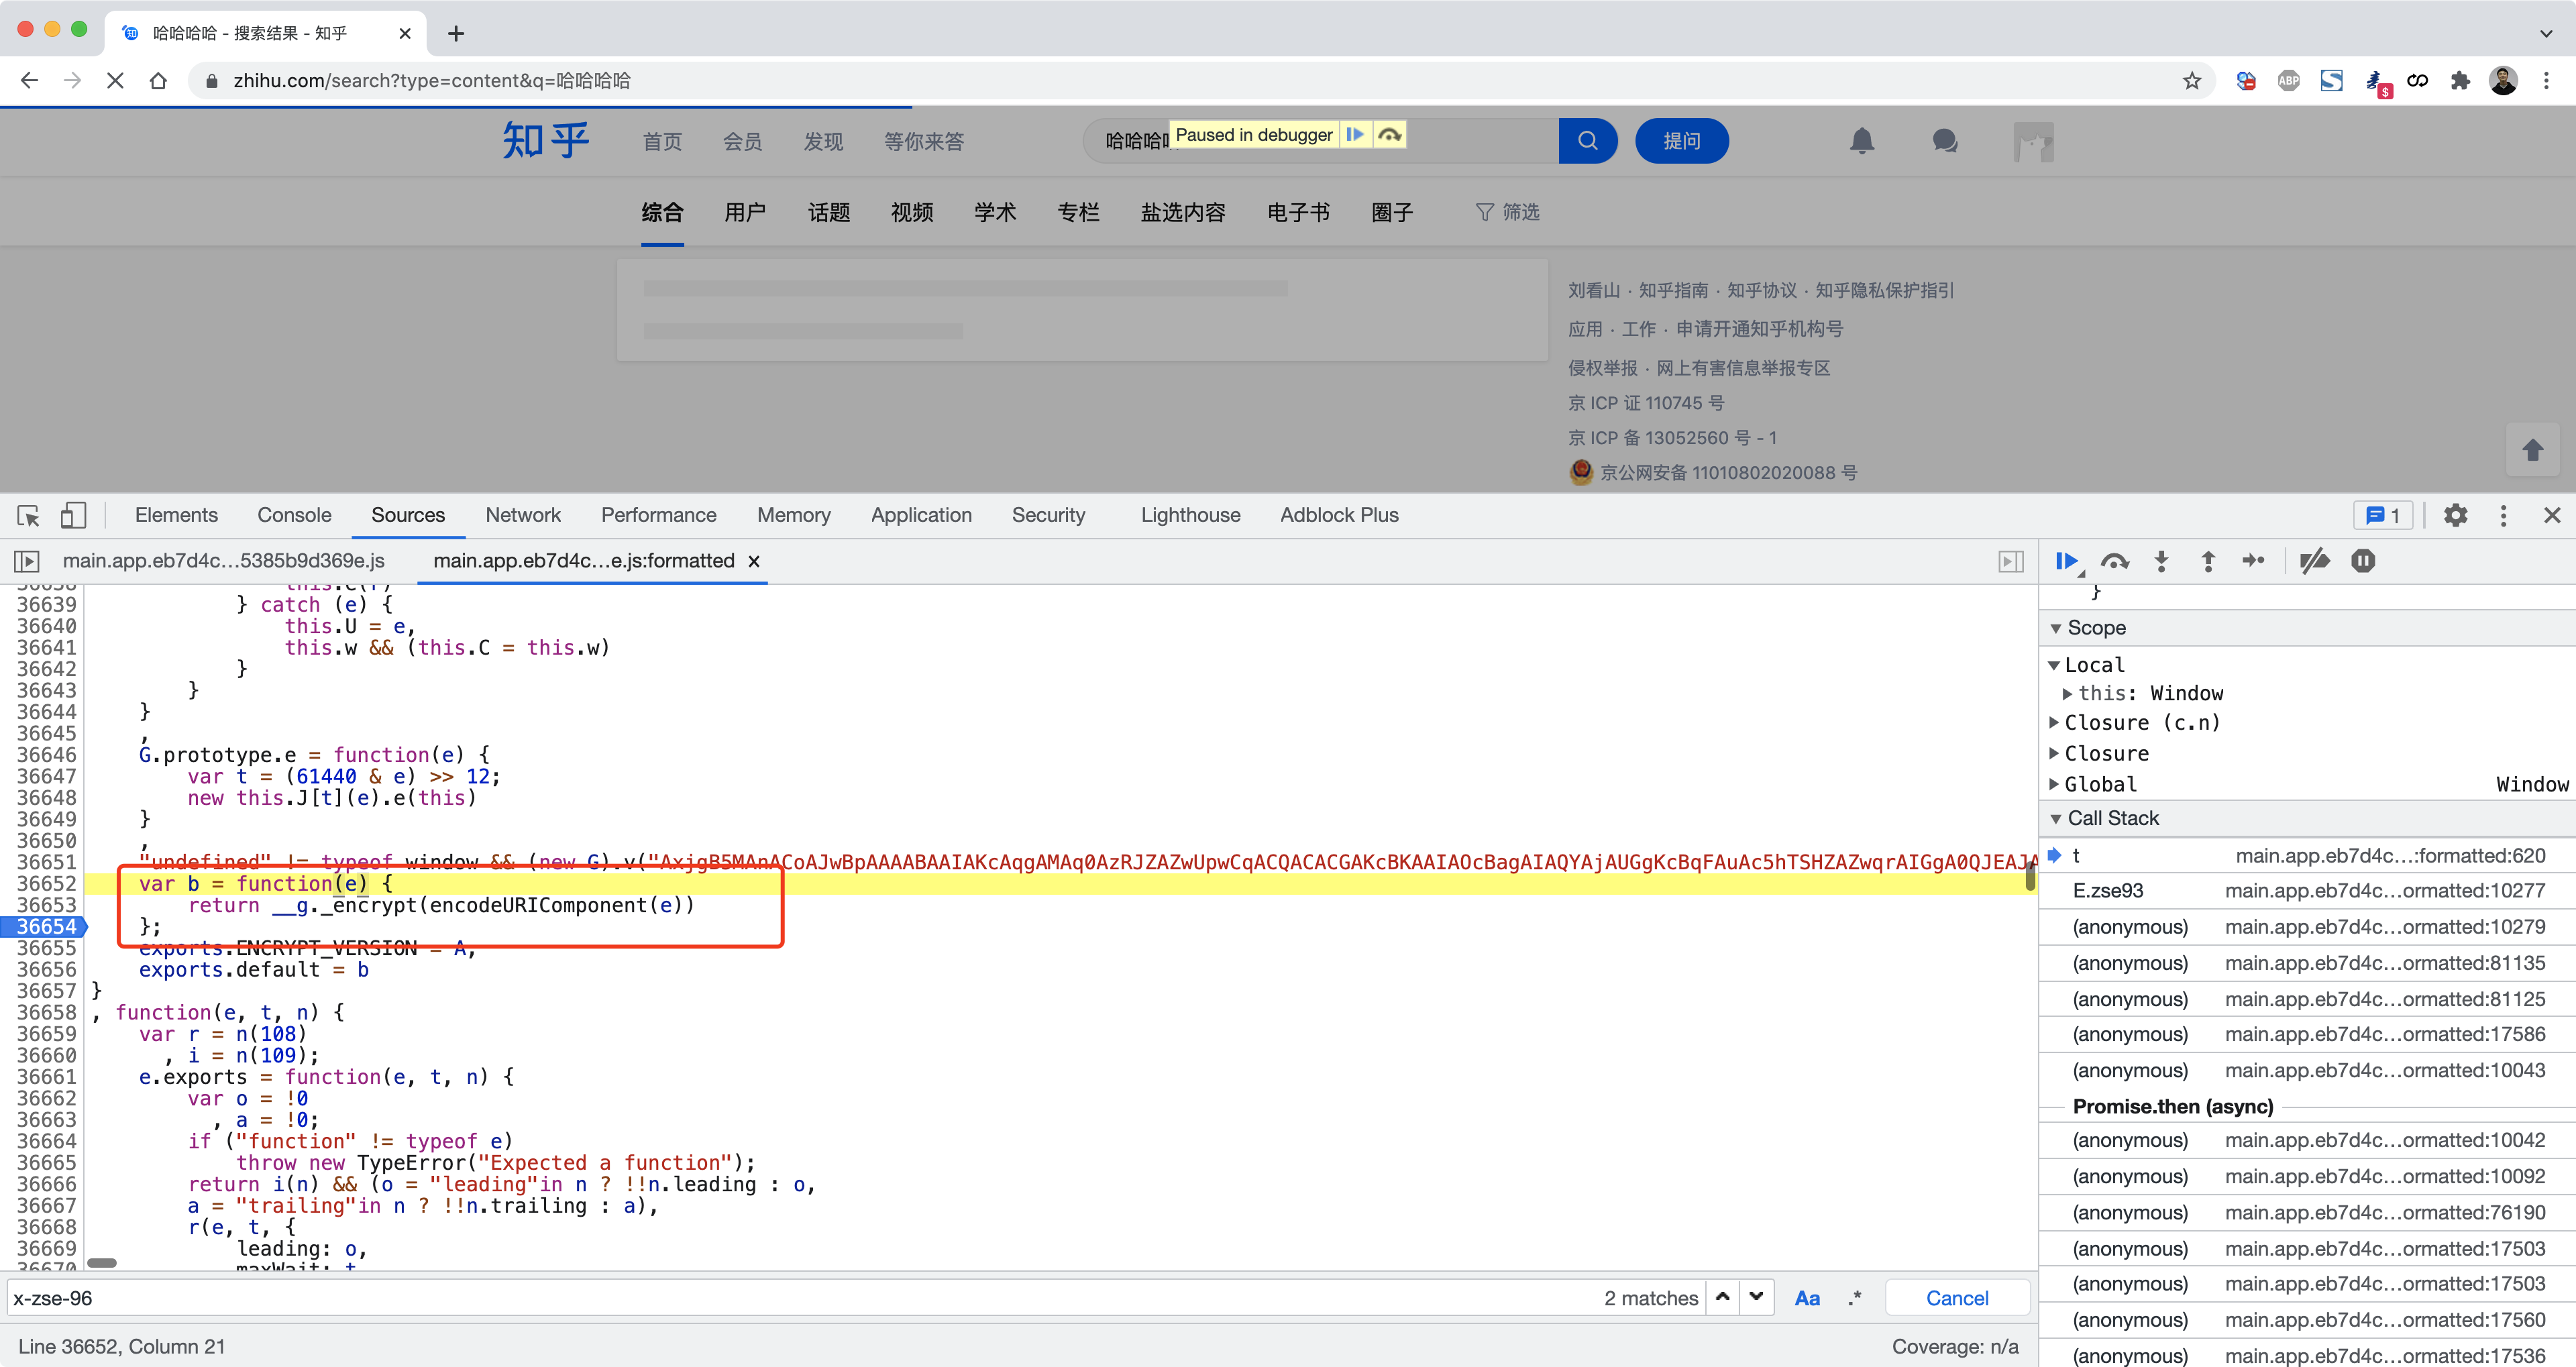 哈哈哈哈 - 搜索结果 - 知乎
zhihu.com/search?type=content&q=哈哈哈哈
ABP
$
知乎
首页 会员 发现 等你来答
哈哈哈
Paused in debugger
提问
综合 用户 话题 视频 学术 专栏 盐选内容 电子书 圈子 筛选
刘看山 · 知乎指南 · 知乎协议 · 知乎隐私保护指引
应用 · 工作 · 申请开通知乎机构号
侵权举报 · 网上有害信息举报专区
京 ICP 证 110745 号
京 ICP 备 13052560 号 - 1
京公网安备 11010802020088 号
Elements Console Sources Network Performance Memory Application Security Lighthouse Adblock Plus
1
main.app.eb7d4c…5385b9d369e.js
main.app.eb7d4c…e.js:formatted
36639 } catch (e) {
36640 this.U = e,
36641 this.w && (this.C = this.w)
36642 }
36643 }
36644 }
36645 ,
36646 G.prototype.e = function(e) {
36647 var t = (61440 & e) >> 12;
36648 new this.J[t](e).e(this)
36649 }
36650 ,
36651 "undefined" != typeof window && (new G).v("AxjgB5MAnACoAJwBpAAAABAAIAKcAqgAMAq0AzRJZAZwUpwCqACQACACGAKcBKAAIAOcBagAIAQYAjAUGgKcBqFAuAc5hTSHZAZwqrAIGgA0QJEAJA
36652 var b = function(e) {
36653 return __g._encrypt(encodeURIComponent(e))
36654 };
36655 exports.ENCRYPT_VERSION = A,
36656 exports.default = b
36657 }
36658 , function(e, t, n) {
36659 var r = n(108)
36660 , i = n(109);
36661 e.exports = function(e, t, n) {
36662 var o = !0
36663 , a = !0;
36664 if ("function" != typeof e)
36665 throw new TypeError("Expected a function");
36666 return i(n) && (o = "leading"in n ? !!n.leading : o,
36667 a = "trailing"in n ? !!n.trailing : a),
36668 r(e, t, {
36669 leading: o,
36670 maxWait: t,
x-zse-96
2 matches
Aa
.*
Cancel
Line 36652, Column 21
Coverage: n/a
}
Scope
Local
this: Window
Closure (c.n)
Closure
Global Window
Call Stack
t main.app.eb7d4c…:formatted:620
E.zse93 main.app.eb7d4c…ormatted:10277
(anonymous) main.app.eb7d4c…ormatted:10279
(anonymous) main.app.eb7d4c…ormatted:81135
(anonymous) main.app.eb7d4c…ormatted:81125
(anonymous) main.app.eb7d4c…ormatted:17586
(anonymous) main.app.eb7d4c…ormatted:10043
Promise.then (async)
(anonymous) main.app.eb7d4c…ormatted:10042
(anonymous) main.app.eb7d4c…ormatted:10092
(anonymous) main.app.eb7d4c…ormatted:76190
(anonymous) main.app.eb7d4c…ormatted:17503
(anonymous) main.app.eb7d4c…ormatted:17503
(anonymous) main.app.eb7d4c…ormatted:17560
(anonymous) main.app.eb7d4c…ormatted:17536